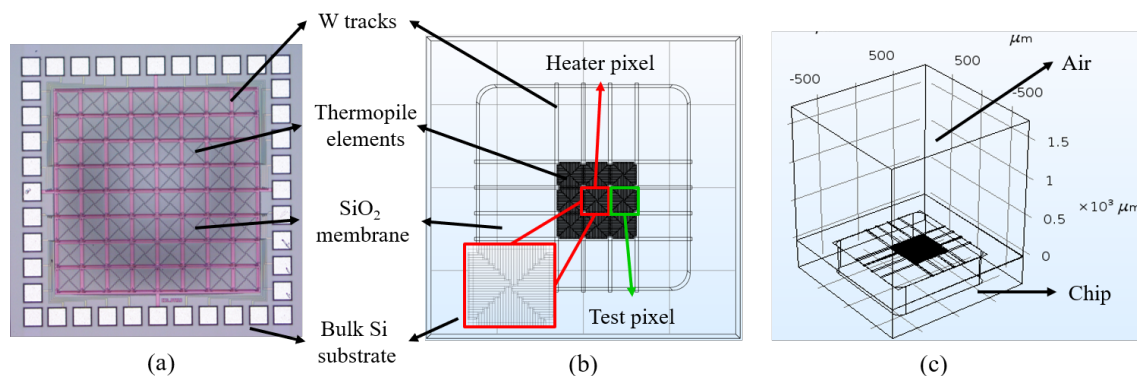 W tracks
Thermopile
elements
SiO₂
membrane
Bulk Si
substrate
(a)
Heater pixel
Test pixel
(b)
μm
500
500
-500
-500
Air
1.5
1
×10³ μm
0.5
0
Chip
(c)